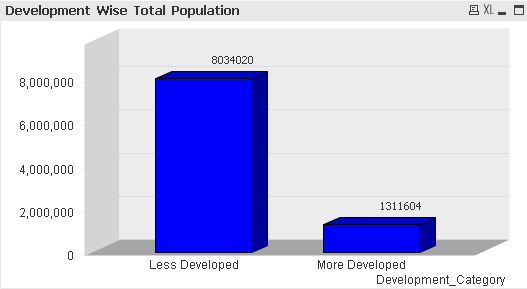 Development Wise Total Population
XL
8034020
8,000,000
6,000,000
4,000,000
2,000,000
1311604
0
Less Developed
More Developed
Development_Category